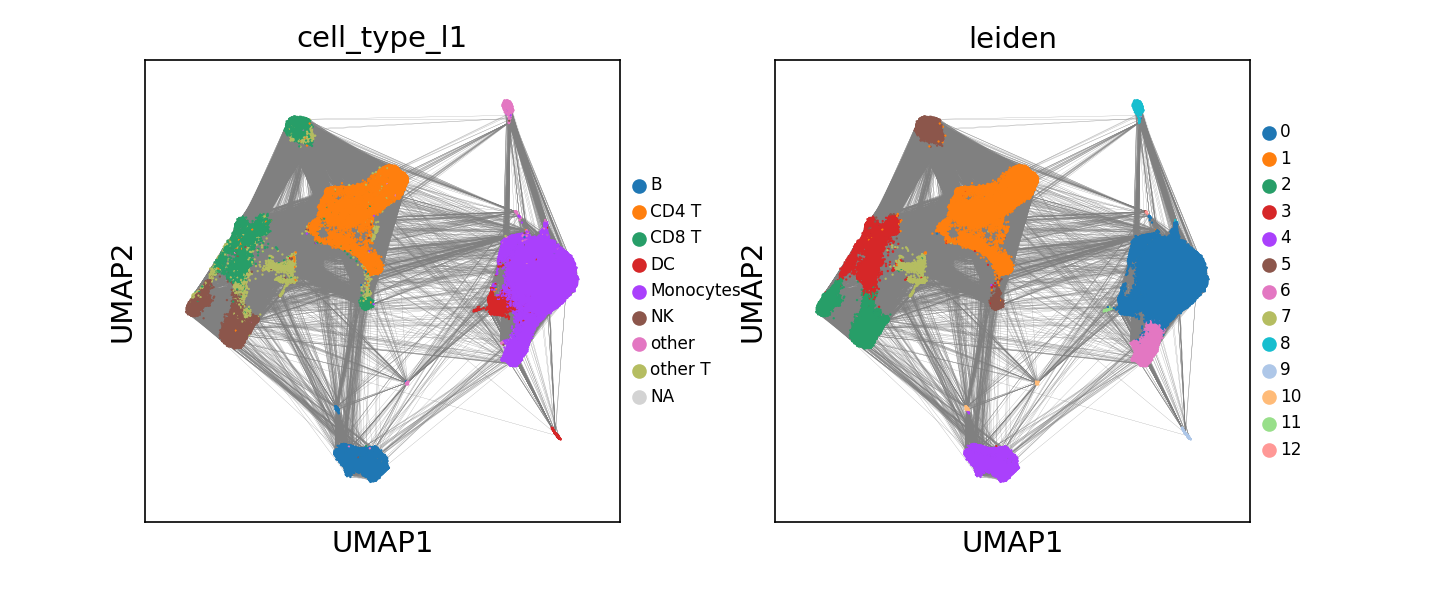 cell_type_l1
UMAP2
UMAP1
B
CD4 T
CD8 T
DC
Monocytes
NK
other
other T
NA
leiden
UMAP2
UMAP1
0
1
2
3
4
5
6
7
8
9
10
11
12